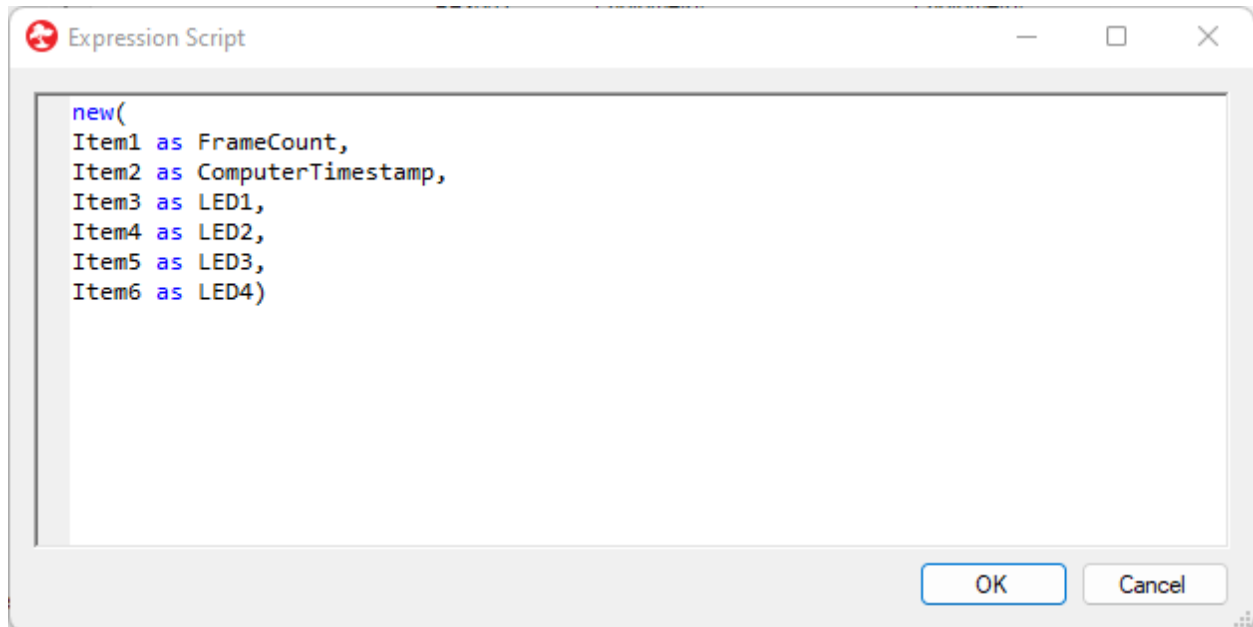 Expression Script
new(
Item1 as FrameCount,
Item2 as ComputerTimestamp,
Item3 as LED1,
Item4 as LED2,
Item5 as LED3,
Item6 as LED4)
OK Cancel